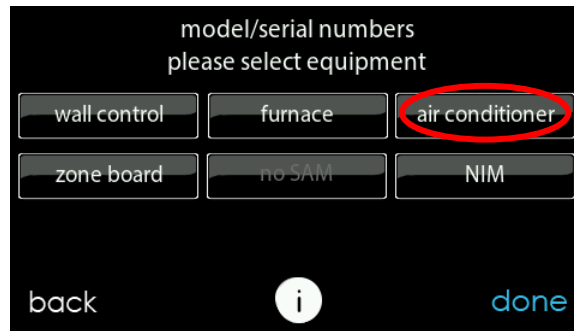 model/serial numbers
please select equipment
wall control furnace air conditioner
zone board no SAM NIM
back i done